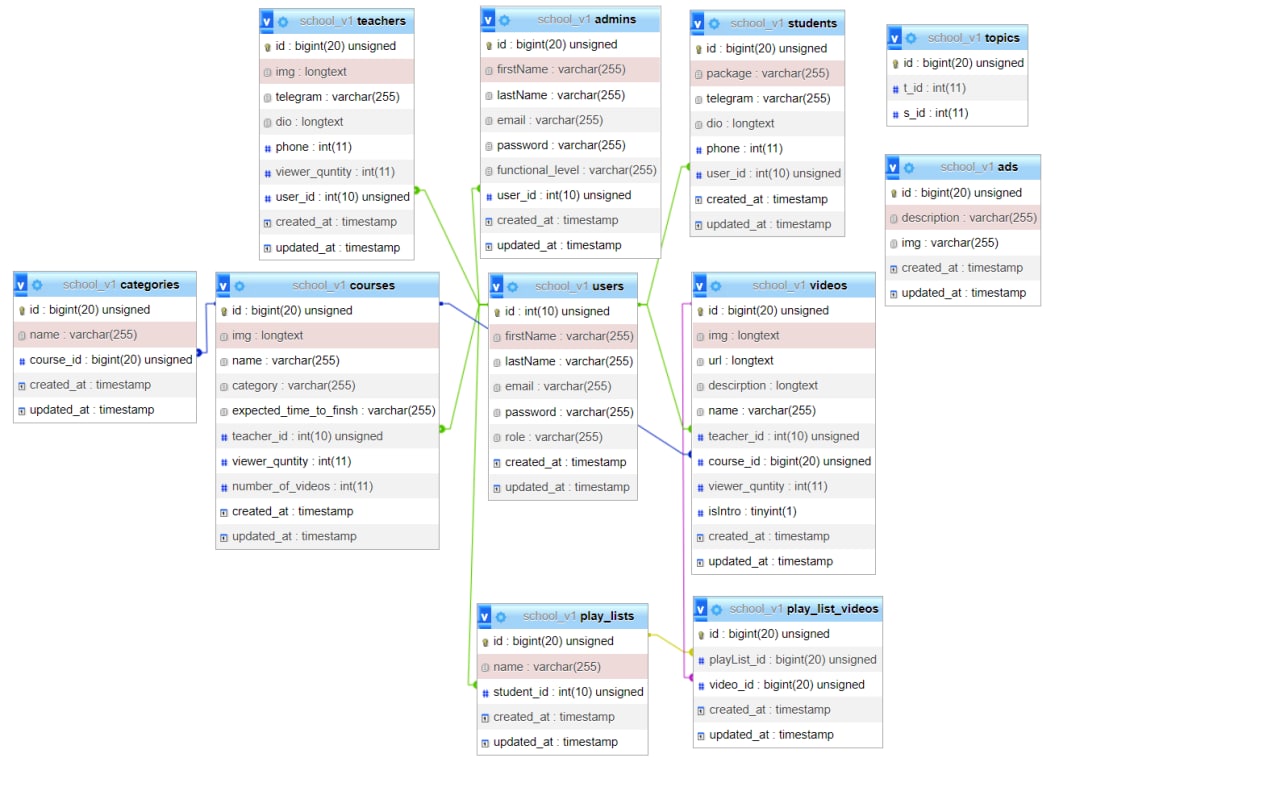 school_v1 teachers
id : bigint(20) unsigned
img : longtext
telegram : varchar(255)
dio : longtext
phone : int(11)
viewer_quntity : int(11)
user_id : int(10) unsigned
created_at : timestamp
updated_at : timestamp
school_v1 admins
id : bigint(20) unsigned
firstName : varchar(255)
lastName : varchar(255)
email : varchar(255)
password : varchar(255)
functional_level : varchar(255)
user_id : int(10) unsigned
created_at : timestamp
updated_at : timestamp
school_v1 students
id : bigint(20) unsigned
package : varchar(255)
telegram : varchar(255)
dio : longtext
phone : int(11)
user_id : int(10) unsigned
created_at : timestamp
updated_at : timestamp
school_v1 topics
id : bigint(20) unsigned
t_id : int(11)
s_id : int(11)
school_v1 ads
id : bigint(20) unsigned
description : varchar(255)
img : varchar(255)
created_at : timestamp
updated_at : timestamp
school_v1 categories
id : bigint(20) unsigned
name : varchar(255)
course_id : bigint(20) unsigned
created_at : timestamp
updated_at : timestamp
school_v1 courses
id : bigint(20) unsigned
img : longtext
name : varchar(255)
category : varchar(255)
expected_time_to_finsh : varchar(255)
teacher_id : int(10) unsigned
viewer_quntity : int(11)
number_of_videos : int(11)
created_at : timestamp
updated_at : timestamp
school_v1 users
id : int(10) unsigned
firstName : varchar(255)
lastName : varchar(255)
email : varchar(255)
password : varchar(255)
role : varchar(255)
created_at : timestamp
updated_at : timestamp
school_v1 videos
id : bigint(20) unsigned
img : longtext
url : longtext
descirption : longtext
name : varchar(255)
teacher_id : int(10) unsigned
course_id : bigint(20) unsigned
viewer_quntity : int(11)
isIntro : tinyint(1)
created_at : timestamp
updated_at : timestamp
school_v1 play_lists
id : bigint(20) unsigned
name : varchar(255)
student_id : int(10) unsigned
created_at : timestamp
updated_at : timestamp
school_v1 play_list_videos
id : bigint(20) unsigned
playList_id : bigint(20) unsigned
video_id : bigint(20) unsigned
created_at : timestamp
updated_at : timestamp